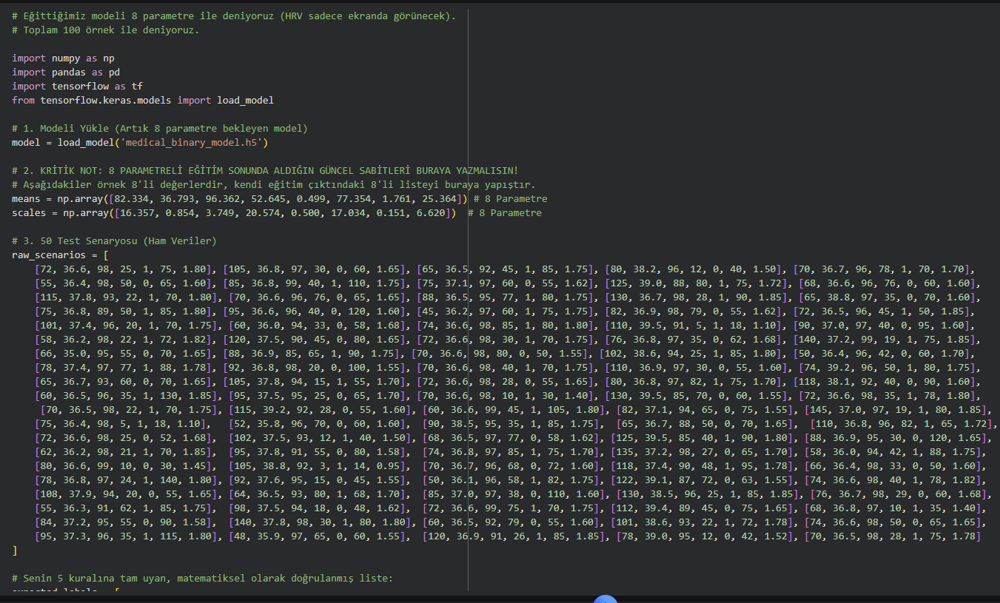 # Eğittiğimiz modeli 8 parametre ile deniyoruz (HRV sadece ekranda görünecek).
# Toplam 100 örnek ile deniyoruz.
import numpy as np
import pandas as pd
import tensorflow as tf
from tensorflow.keras.models import load_model
# 1. Modeli Yükle (Artık 8 parametre bekleyen model)
model = load_model('medical_binary_model.h5')
# 2. KRİTİK NOT: 8 PARAMETRELİ EĞİTİM SONUNDA ALDIĞIN GÜNCEL SABİTLERİ BURAYA YAZMALISIN!
# Aşağıdakiler örnek 8'li değerlerdir, kendi eğitim çıktındaki 8'li listeyi buraya yapıştır.
means = np.array([82.334, 36.793, 96.362, 52.645, 0.499, 77.354, 1.761, 25.364]) # 8 Parametre
scales = np.array([16.357, 0.854, 3.749, 20.574, 0.500, 17.034, 0.151, 6.620])  # 8 Parametre
# 3. 50 Test Senaryosu (Ham Veriler)
raw_scenarios = [
[72, 36.6, 98, 25, 1, 75, 1.80], [105, 36.8, 97, 30, 0, 60, 1.65], [65, 36.5, 92, 45, 1, 85, 1.75], [80, 38.2, 96, 12, 0, 40, 1.50], [70, 36.7, 96, 78, 1, 70, 1.70],
[55, 36.4, 98, 50, 0, 65, 1.60], [85, 36.8, 99, 40, 1, 110, 1.75], [75, 37.1, 97, 60, 0, 55, 1.62], [125, 39.0, 88, 80, 1, 75, 1.72], [68, 36.6, 96, 76, 0, 60, 1.60],
[115, 37.8, 93, 22, 1, 70, 1.80], [70, 36.6, 96, 76, 0, 65, 1.65], [88, 36.5, 95, 77, 1, 80, 1.75], [130, 36.7, 98, 28, 1, 90, 1.85], [65, 38.8, 97, 35, 0, 70, 1.60],
[75, 36.8, 89, 50, 1, 85, 1.80], [95, 36.6, 96, 40, 0, 120, 1.60], [45, 36.2, 97, 60, 1, 75, 1.75], [82, 36.9, 98, 79, 0, 55, 1.62], [72, 36.5, 96, 45, 1, 50, 1.85],
[101, 37.4, 96, 20, 1, 70, 1.75], [60, 36.0, 94, 33, 0, 58, 1.68], [74, 36.6, 98, 85, 1, 80, 1.80], [110, 39.5, 91, 5, 1, 18, 1.10], [90, 37.0, 97, 40, 0, 95, 1.60],
[58, 36.2, 98, 22, 1, 72, 1.82], [120, 37.5, 90, 45, 0, 80, 1.65], [72, 36.6, 98, 30, 1, 70, 1.75], [76, 36.8, 97, 35, 0, 62, 1.68], [140, 37.2, 99, 19, 1, 75, 1.85],
[66, 35.0, 95, 55, 0, 70, 1.65], [88, 36.9, 85, 65, 1, 90, 1.75], [70, 36.6, 98, 80, 0, 50, 1.55], [102, 38.6, 94, 25, 1, 85, 1.80], [50, 36.4, 96, 42, 0, 60, 1.70],
[78, 37.4, 97, 77, 1, 88, 1.78], [92, 36.8, 98, 20, 0, 100, 1.55], [70, 36.6, 98, 40, 1, 70, 1.75], [110, 36.9, 97, 30, 0, 55, 1.60], [74, 39.2, 96, 50, 1, 80, 1.75],
[65, 36.7, 93, 60, 0, 70, 1.65], [105, 37.8, 94, 15, 1, 55, 1.70], [72, 36.6, 98, 28, 0, 55, 1.65], [80, 36.8, 97, 82, 1, 75, 1.70], [118, 38.1, 92, 40, 0, 90, 1.60],
[60, 36.5, 96, 35, 1, 130, 1.85], [95, 37.5, 95, 25, 0, 65, 1.70], [70, 36.6, 98, 10, 1, 30, 1.40], [130, 39.5, 85, 70, 0, 60, 1.55], [72, 36.6, 98, 35, 1, 78, 1.80],
[70, 36.5, 98, 22, 1, 70, 1.75], [115, 39.2, 92, 28, 0, 55, 1.60], [60, 36.6, 99, 45, 1, 105, 1.80], [82, 37.1, 94, 65, 0, 75, 1.55], [145, 37.0, 97, 19, 1, 80, 1.85],
[75, 36.4, 98, 5, 1, 18, 1.10],   [52, 35.8, 96, 70, 0, 60, 1.60],  [90, 38.5, 95, 35, 1, 85, 1.75],  [65, 36.7, 88, 50, 0, 70, 1.65],  [110, 36.8, 96, 82, 1, 65, 1.72],
[72, 36.6, 98, 25, 0, 52, 1.68],  [102, 37.5, 93, 12, 1, 40, 1.50], [68, 36.5, 97, 77, 0, 58, 1.62], [125, 39.5, 85, 40, 1, 90, 1.80], [88, 36.9, 95, 30, 0, 120, 1.65],
[62, 36.2, 98, 21, 1, 70, 1.85],  [95, 37.8, 91, 55, 0, 80, 1.58],  [74, 36.8, 97, 85, 1, 75, 1.70], [135, 37.2, 98, 27, 0, 65, 1.70], [58, 36.0, 94, 42, 1, 88, 1.75],
[80, 36.6, 99, 10, 0, 30, 1.45],  [105, 38.8, 92, 3, 1, 14, 0.95],  [70, 36.7, 96, 68, 0, 72, 1.60], [118, 37.4, 90, 48, 1, 95, 1.78], [66, 36.4, 98, 33, 0, 50, 1.60],
[78, 36.8, 97, 24, 1, 140, 1.80], [92, 37.6, 95, 15, 0, 45, 1.55],  [50, 36.1, 96, 58, 1, 82, 1.75], [122, 39.1, 87, 72, 0, 63, 1.55], [74, 36.6, 98, 40, 1, 78, 1.82],
[108, 37.9, 94, 20, 0, 55, 1.65], [64, 36.5, 93, 80, 1, 68, 1.70],  [85, 37.0, 97, 38, 0, 110, 1.60], [130, 38.5, 96, 25, 1, 85, 1.85], [76, 36.7, 98, 29, 0, 60, 1.68],
[55, 36.3, 91, 62, 1, 85, 1.75],  [98, 37.5, 94, 18, 0, 48, 1.62],  [72, 36.6, 99, 75, 1, 70, 1.75], [112, 39.4, 89, 45, 0, 75, 1.65], [68, 36.8, 97, 10, 1, 35, 1.40],
[84, 37.2, 95, 55, 0, 90, 1.58],  [140, 37.8, 98, 30, 1, 80, 1.80], [60, 36.5, 92, 79, 0, 55, 1.60], [101, 38.6, 93, 22, 1, 72, 1.78], [74, 36.6, 98, 50, 0, 65, 1.65],
[95, 37.3, 96, 35, 1, 115, 1.80], [48, 35.9, 97, 65, 0, 60, 1.55],  [120, 36.9, 91, 26, 1, 85, 1.85], [78, 39.0, 95, 12, 0, 42, 1.52], [70, 36.5, 98, 28, 1, 75, 1.78]
]
# Senin 5 kuralına tam uyan, matematiksel olarak doğrulanmış liste: